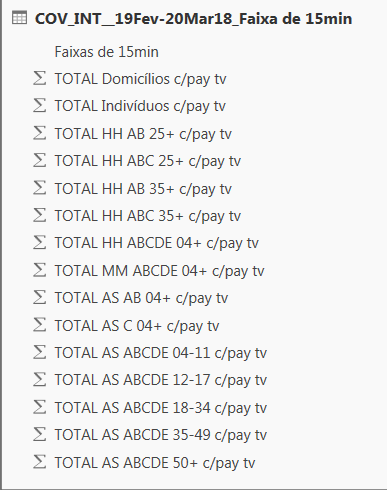 COV_INT__19Fev-20Mar18_Faixa de 15min
Faixas de 15min
TOTAL Domicílios c/pay tv
TOTAL Indivíduos c/pay tv
TOTAL HH AB 25+ c/pay tv
TOTAL HH ABC 25+ c/pay tv
TOTAL HH AB 35+ c/pay tv
TOTAL HH ABC 35+ c/pay tv
TOTAL HH ABCDE 04+ c/pay tv
TOTAL MM ABCDE 04+ c/pay tv
TOTAL AS AB 04+ c/pay tv
TOTAL AS C 04+ c/pay tv
TOTAL AS ABCDE 04-11 c/pay tv
TOTAL AS ABCDE 12-17 c/pay tv
TOTAL AS ABCDE 18-34 c/pay tv
TOTAL AS ABCDE 35-49 c/pay tv
TOTAL AS ABCDE 50+ c/pay tv